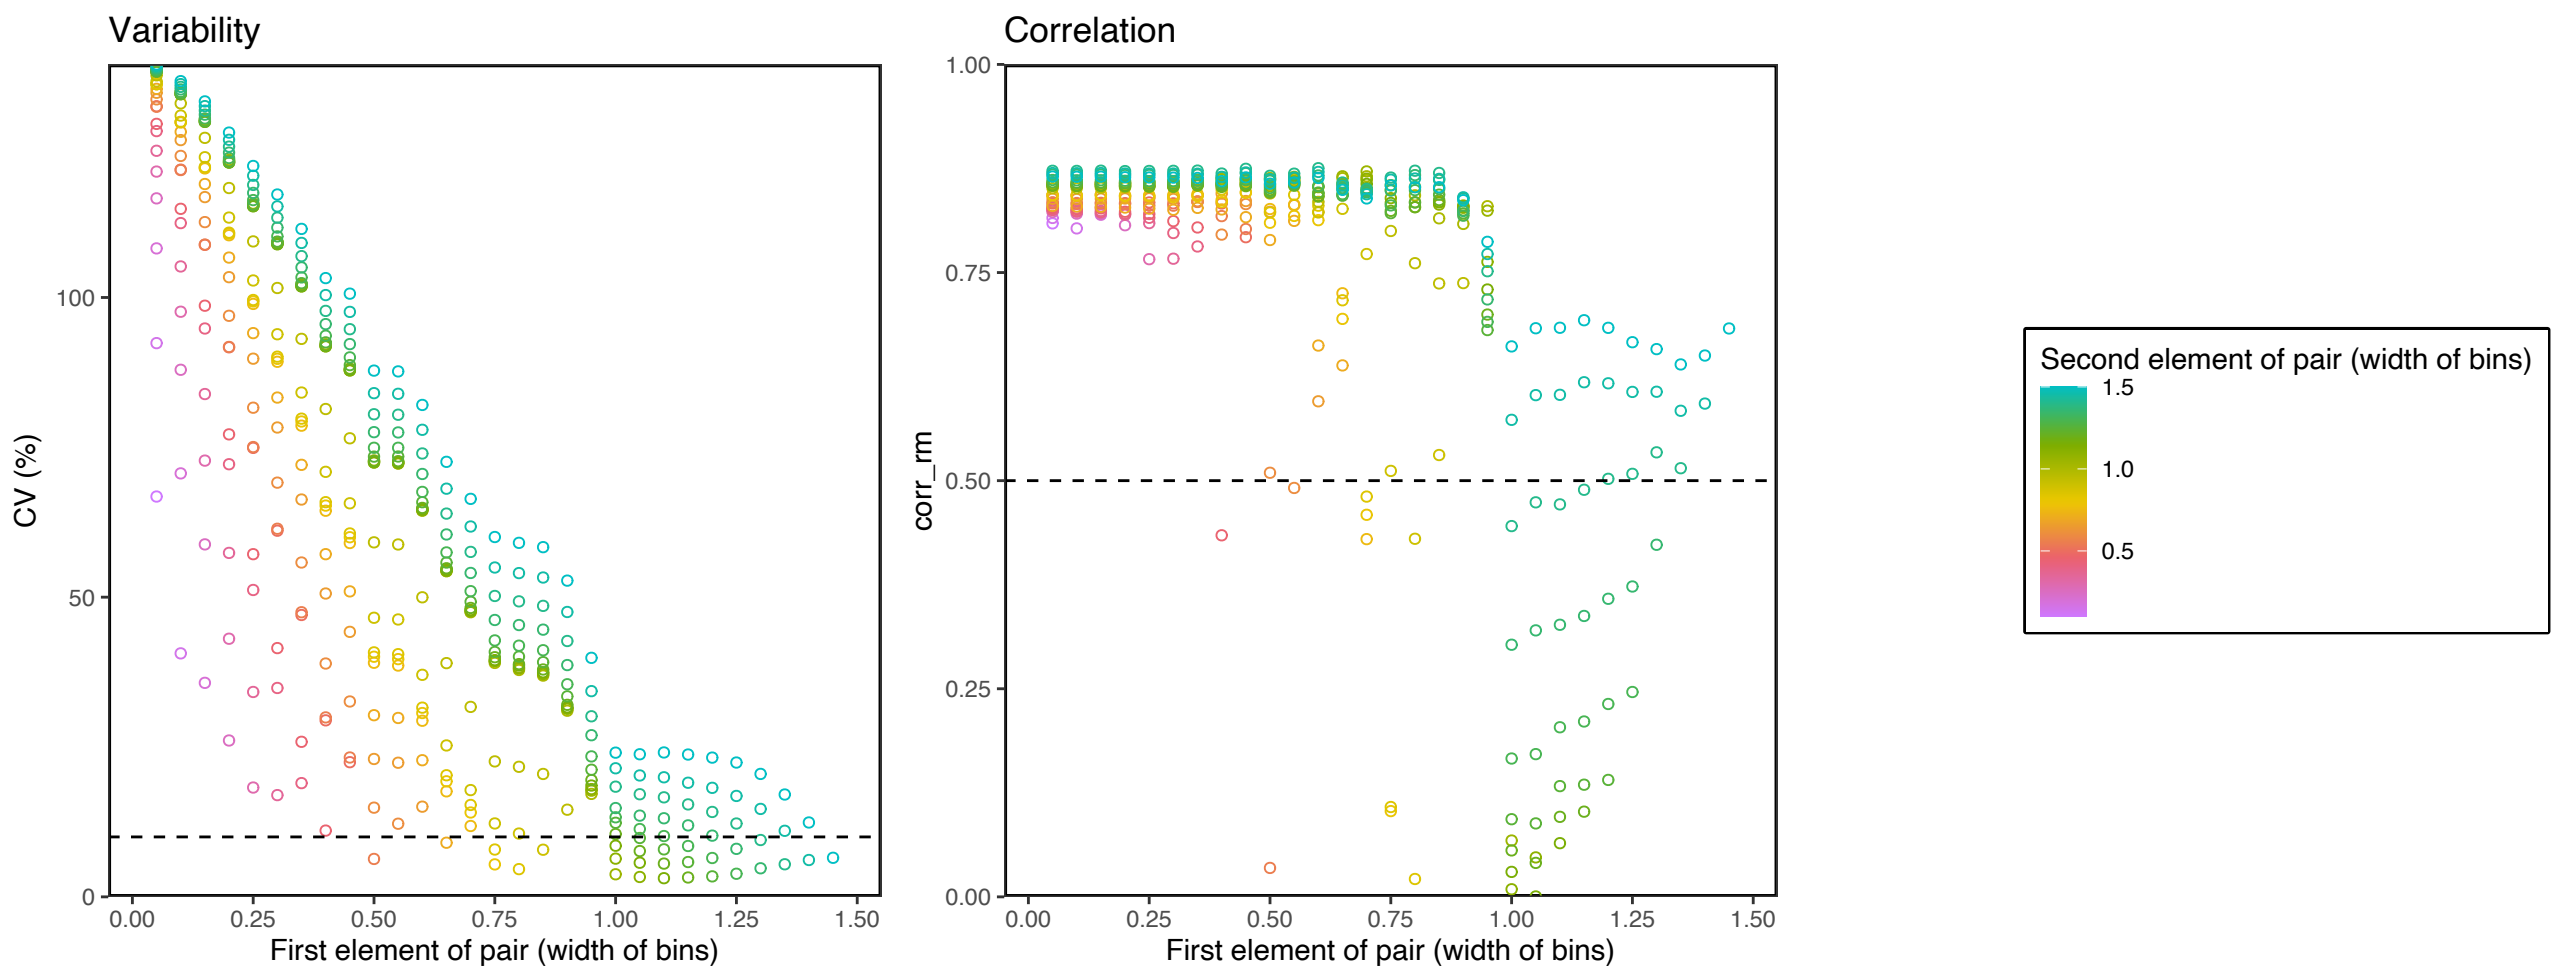 Variability
CV (%)
100
50
0
0.00 0.25 0.50 0.75 1.00 1.25 1.50
First element of pair (width of bins)
Correlation
corr_rm
1.00
0.75
0.50
0.25
0.00
0.00 0.25 0.50 0.75 1.00 1.25 1.50
First element of pair (width of bins)
Second element of pair (width of bins)
1.5
1.0
0.5